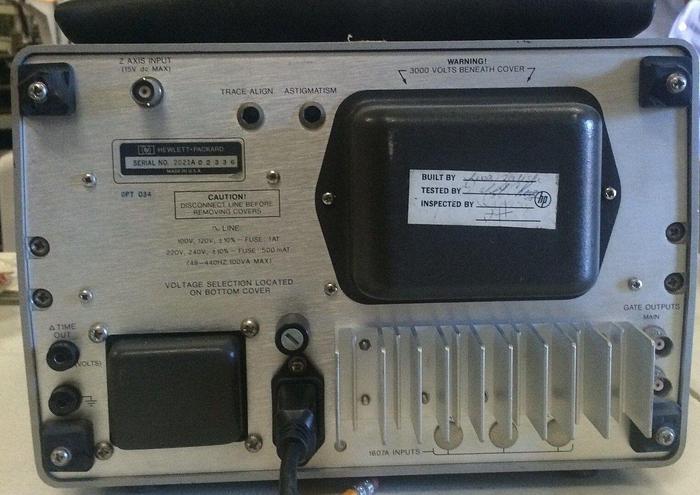 Z AXIS INPUT
(15V dc MAX)
TRACE ALIGN
ASTIGMATISM
WARNING!
3000 VOLTS BENEATH COVER
hp HEWLETT • PACKARD
SERIAL NO. 2021A02336
MADE IN U.S.A.
OPT 034
CAUTION!
DISCONNECT LINE BEFORE
REMOVING COVERS
LINE:
100V, 120V, ±10% - FUSE: 1AT
220V, 240V, ±10% - FUSE: 500mAT
(48-440HZ, 100VA MAX)
VOLTAGE SELECTION LOCATED
ON BOTTOM COVER
BUILT BY
TESTED BY
INSPECTED BY
hp
Δ TIME
OUT
(VOLTS)
GATE OUTPUTS
MAIN
1607A INPUTS